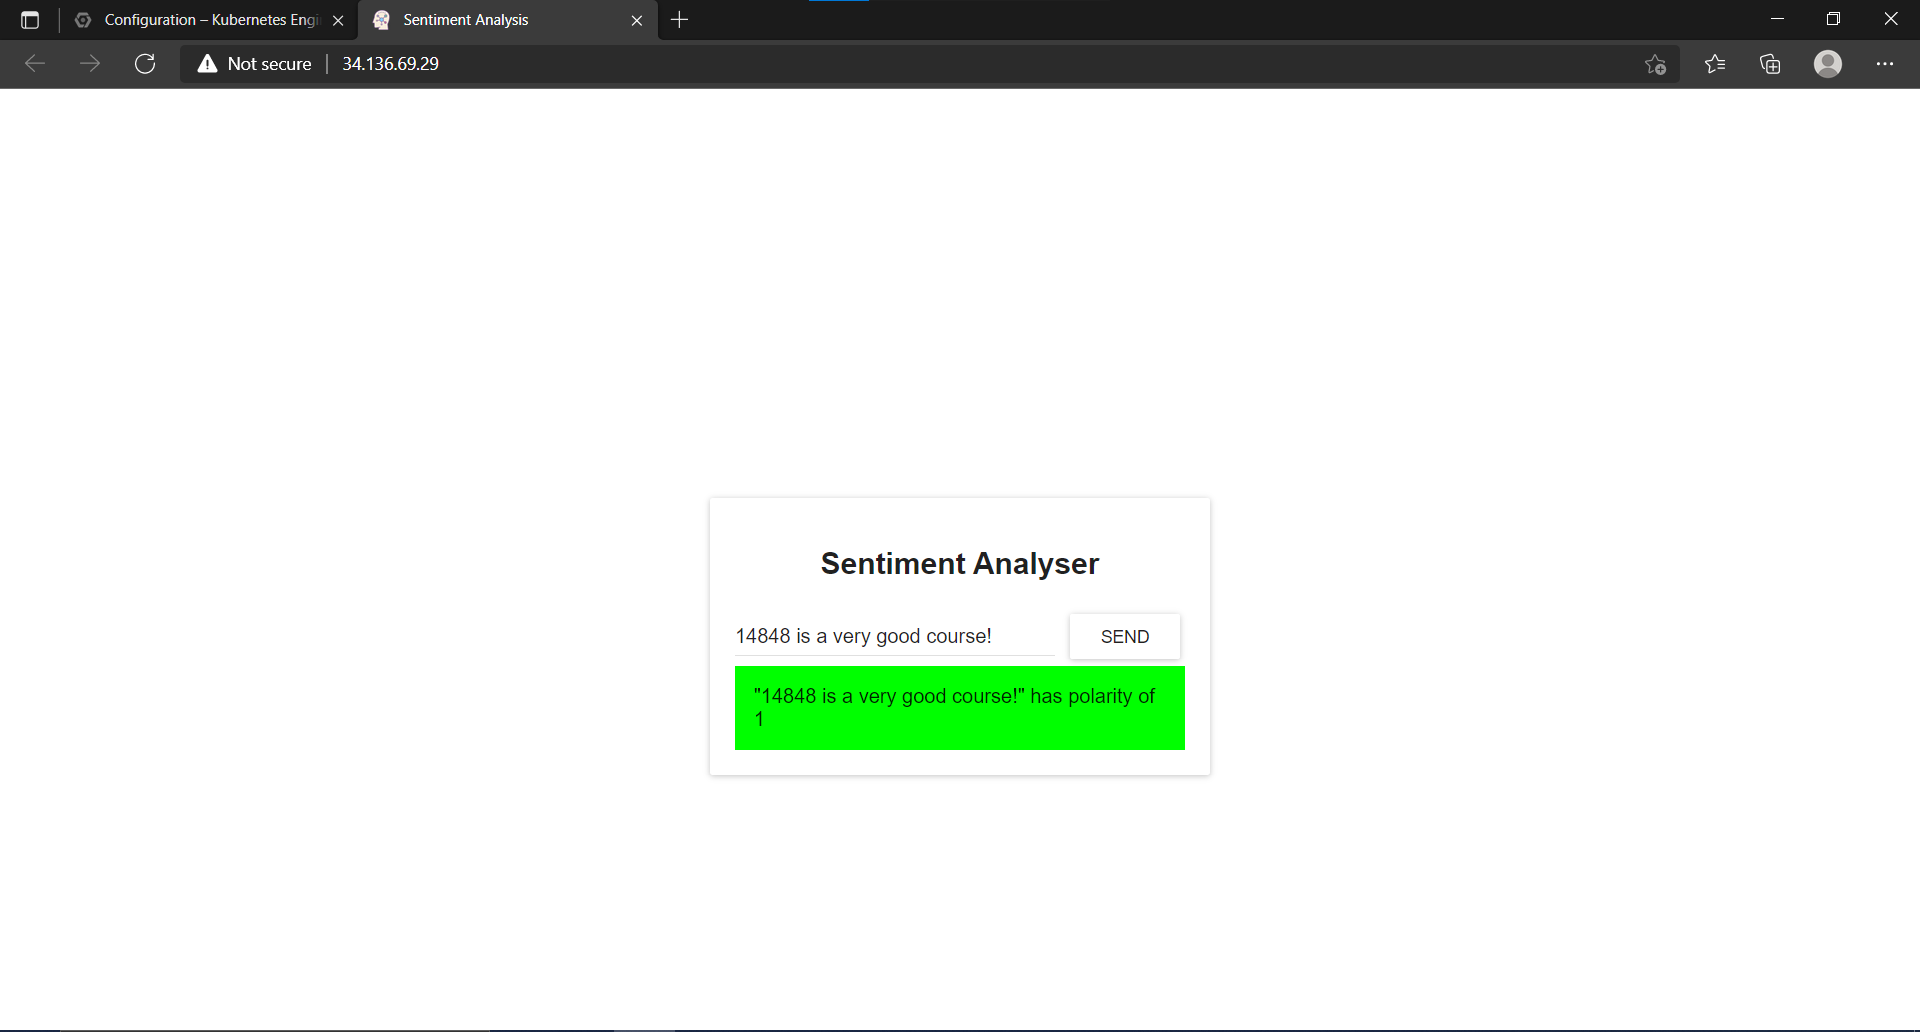 Configuration – Kubernetes Engi
Sentiment Analysis
Not secure
34.136.69.29
Sentiment Analyser
14848 is a very good course!
SEND
"14848 is a very good course!" has polarity of
1